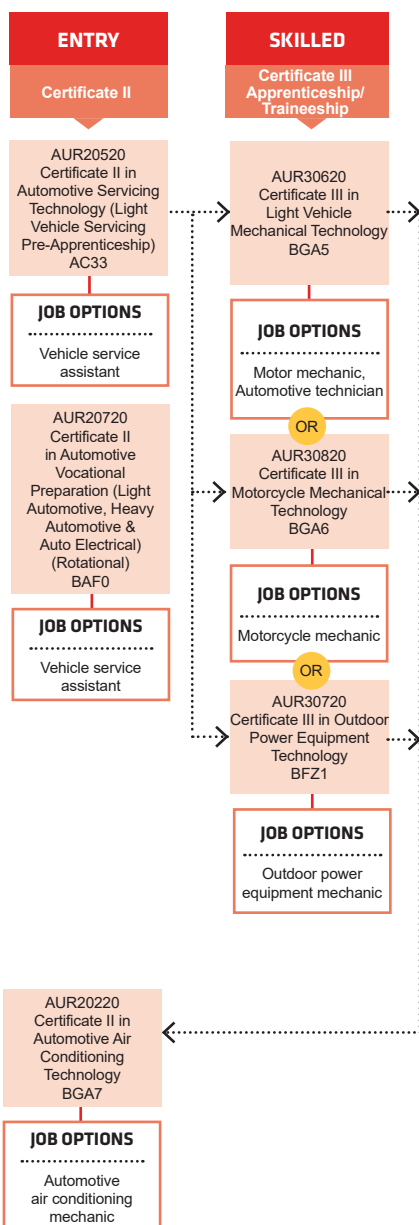 ENTRY
Certificate II
AUR20520
Certificate II in
Automotive Servicing
Technology (Light
Vehicle Servicing
Pre-Apprenticeship)
AC33
JOB OPTIONS
Vehicle service
assistant
AUR20720
Certificate II
in Automotive
Vocational
Preparation (Light
Automotive, Heavy
Automotive &
Auto Electrical)
(Rotational)
BAF0
JOB OPTIONS
Vehicle service
assistant
SKILLED
Certificate III
Apprenticeship/
Traineeship
AUR30620
Certificate III in
Light Vehicle
Mechanical Technology
BGA5
JOB OPTIONS
Motor mechanic,
Automotive technician
OR
AUR30820
Certificate III in
Motorcycle Mechanical
Technology
BGA6
JOB OPTIONS
Motorcycle mechanic
OR
AUR30720
Certificate III in Outdoor
Power Equipment
Technology
BFZ1
JOB OPTIONS
Outdoor power
equipment mechanic
AUR20220
Certificate II in
Automotive Air
Conditioning
Technology
BGA7
JOB OPTIONS
Automotive
air conditioning
mechanic